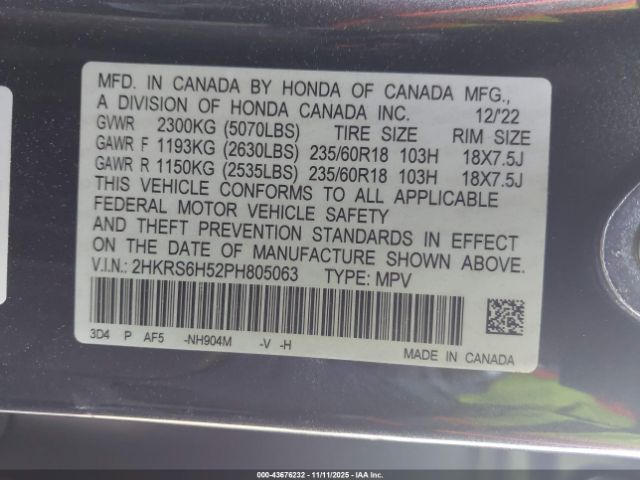 MFD. IN CANADA BY HONDA OF CANADA MFG.,
A DIVISION OF HONDA CANADA INC. 12/'22
GVWR 2300KG (5070LBS) TIRE SIZE RIM SIZE
GAWR F 1193KG (2630LBS) 235/60R18 103H 18X7.5J
GAWR R 1150KG (2535LBS) 235/60R18 103H 18X7.5J
THIS VEHICLE CONFORMS TO ALL APPLICABLE
FEDERAL MOTOR VEHICLE SAFETY
AND THEFT PREVENTION STANDARDS IN EFFECT
ON THE DATE OF MANUFACTURE SHOWN ABOVE.
V.I.N.: 2HKRS6H52PH805063 TYPE: MPV
3D4 P AF5 -NH904M -V -H
MADE IN CANADA
000-43676232 - 11/11/2025 - IAAI Inc.